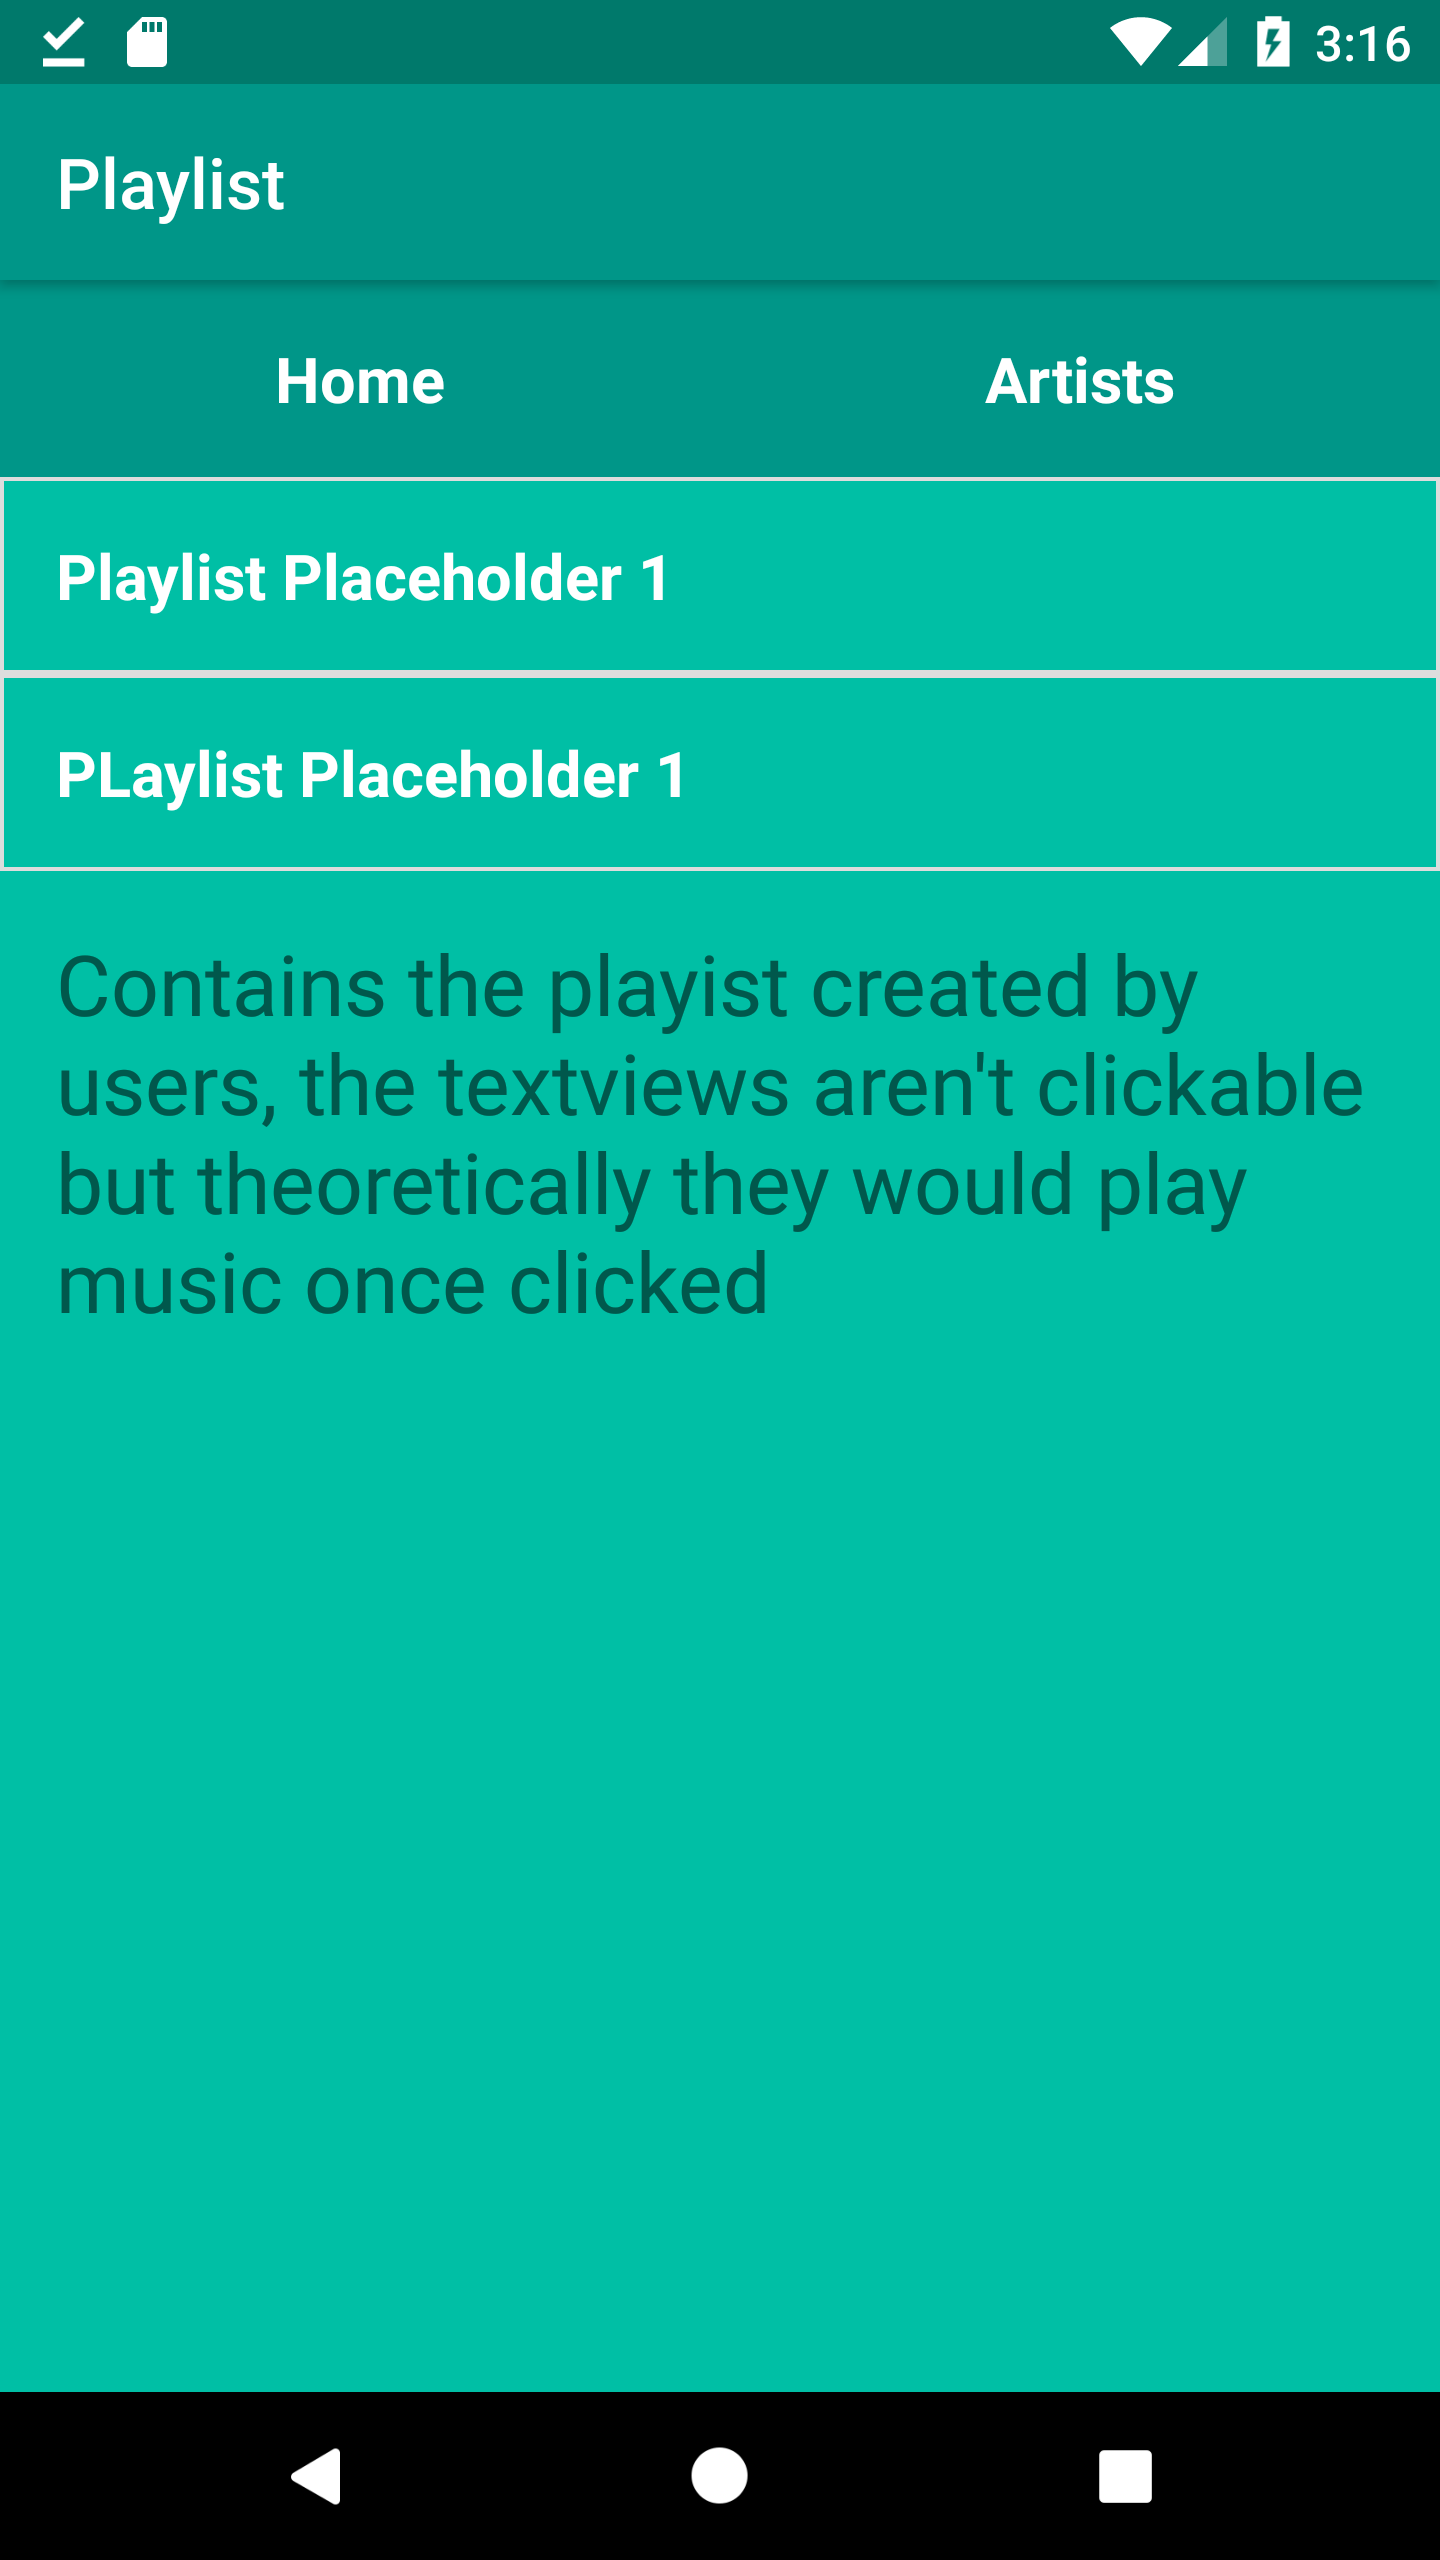 3:16
Playlist
Home Artists
Playlist Placeholder 1
PLaylist Placeholder 1
Contains the playist created by
users, the textviews aren't clickable
but theoretically they would play
music once clicked